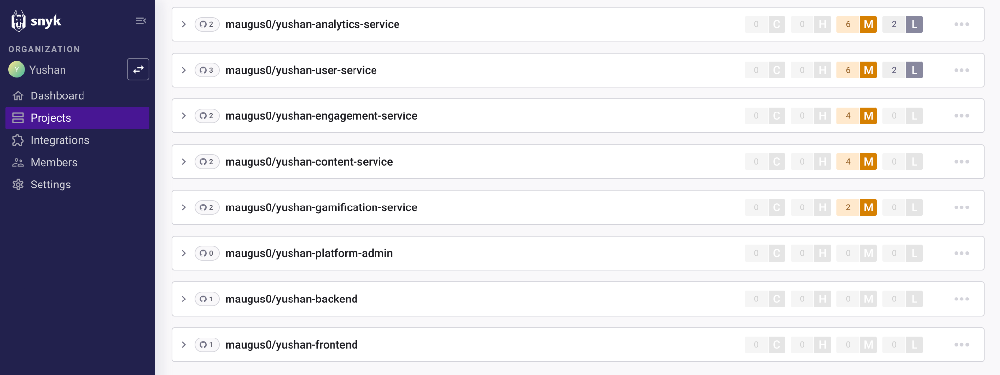 snyk
ORGANIZATION
Y Yushan
Dashboard
Projects
Integrations
Members
Settings
2 maugus0/yushan-analytics-service 0 C 0 H 6 M 2 L
3 maugus0/yushan-user-service 0 C 0 H 6 M 2 L
2 maugus0/yushan-engagement-service 0 C 0 H 4 M 0 L
2 maugus0/yushan-content-service 0 C 0 H 4 M 0 L
2 maugus0/yushan-gamification-service 0 C 0 H 2 M 0 L
0 maugus0/yushan-platform-admin 0 C 0 H 0 M 0 L
1 maugus0/yushan-backend 0 C 0 H 0 M 0 L
1 maugus0/yushan-frontend 0 C 0 H 0 M 0 L